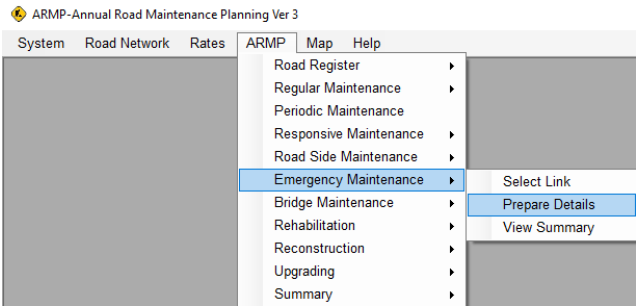 ARMP-Annual Road Maintenance Planning Ver 3
System Road Network Rates ARMP Map Help
Road Register
Regular Maintenance
Periodic Maintenance
Responsive Maintenance
Road Side Maintenance
Emergency Maintenance
Select Link
Bridge Maintenance
Prepare Details
Rehabilitation
View Summary
Reconstruction
Upgrading
Summary